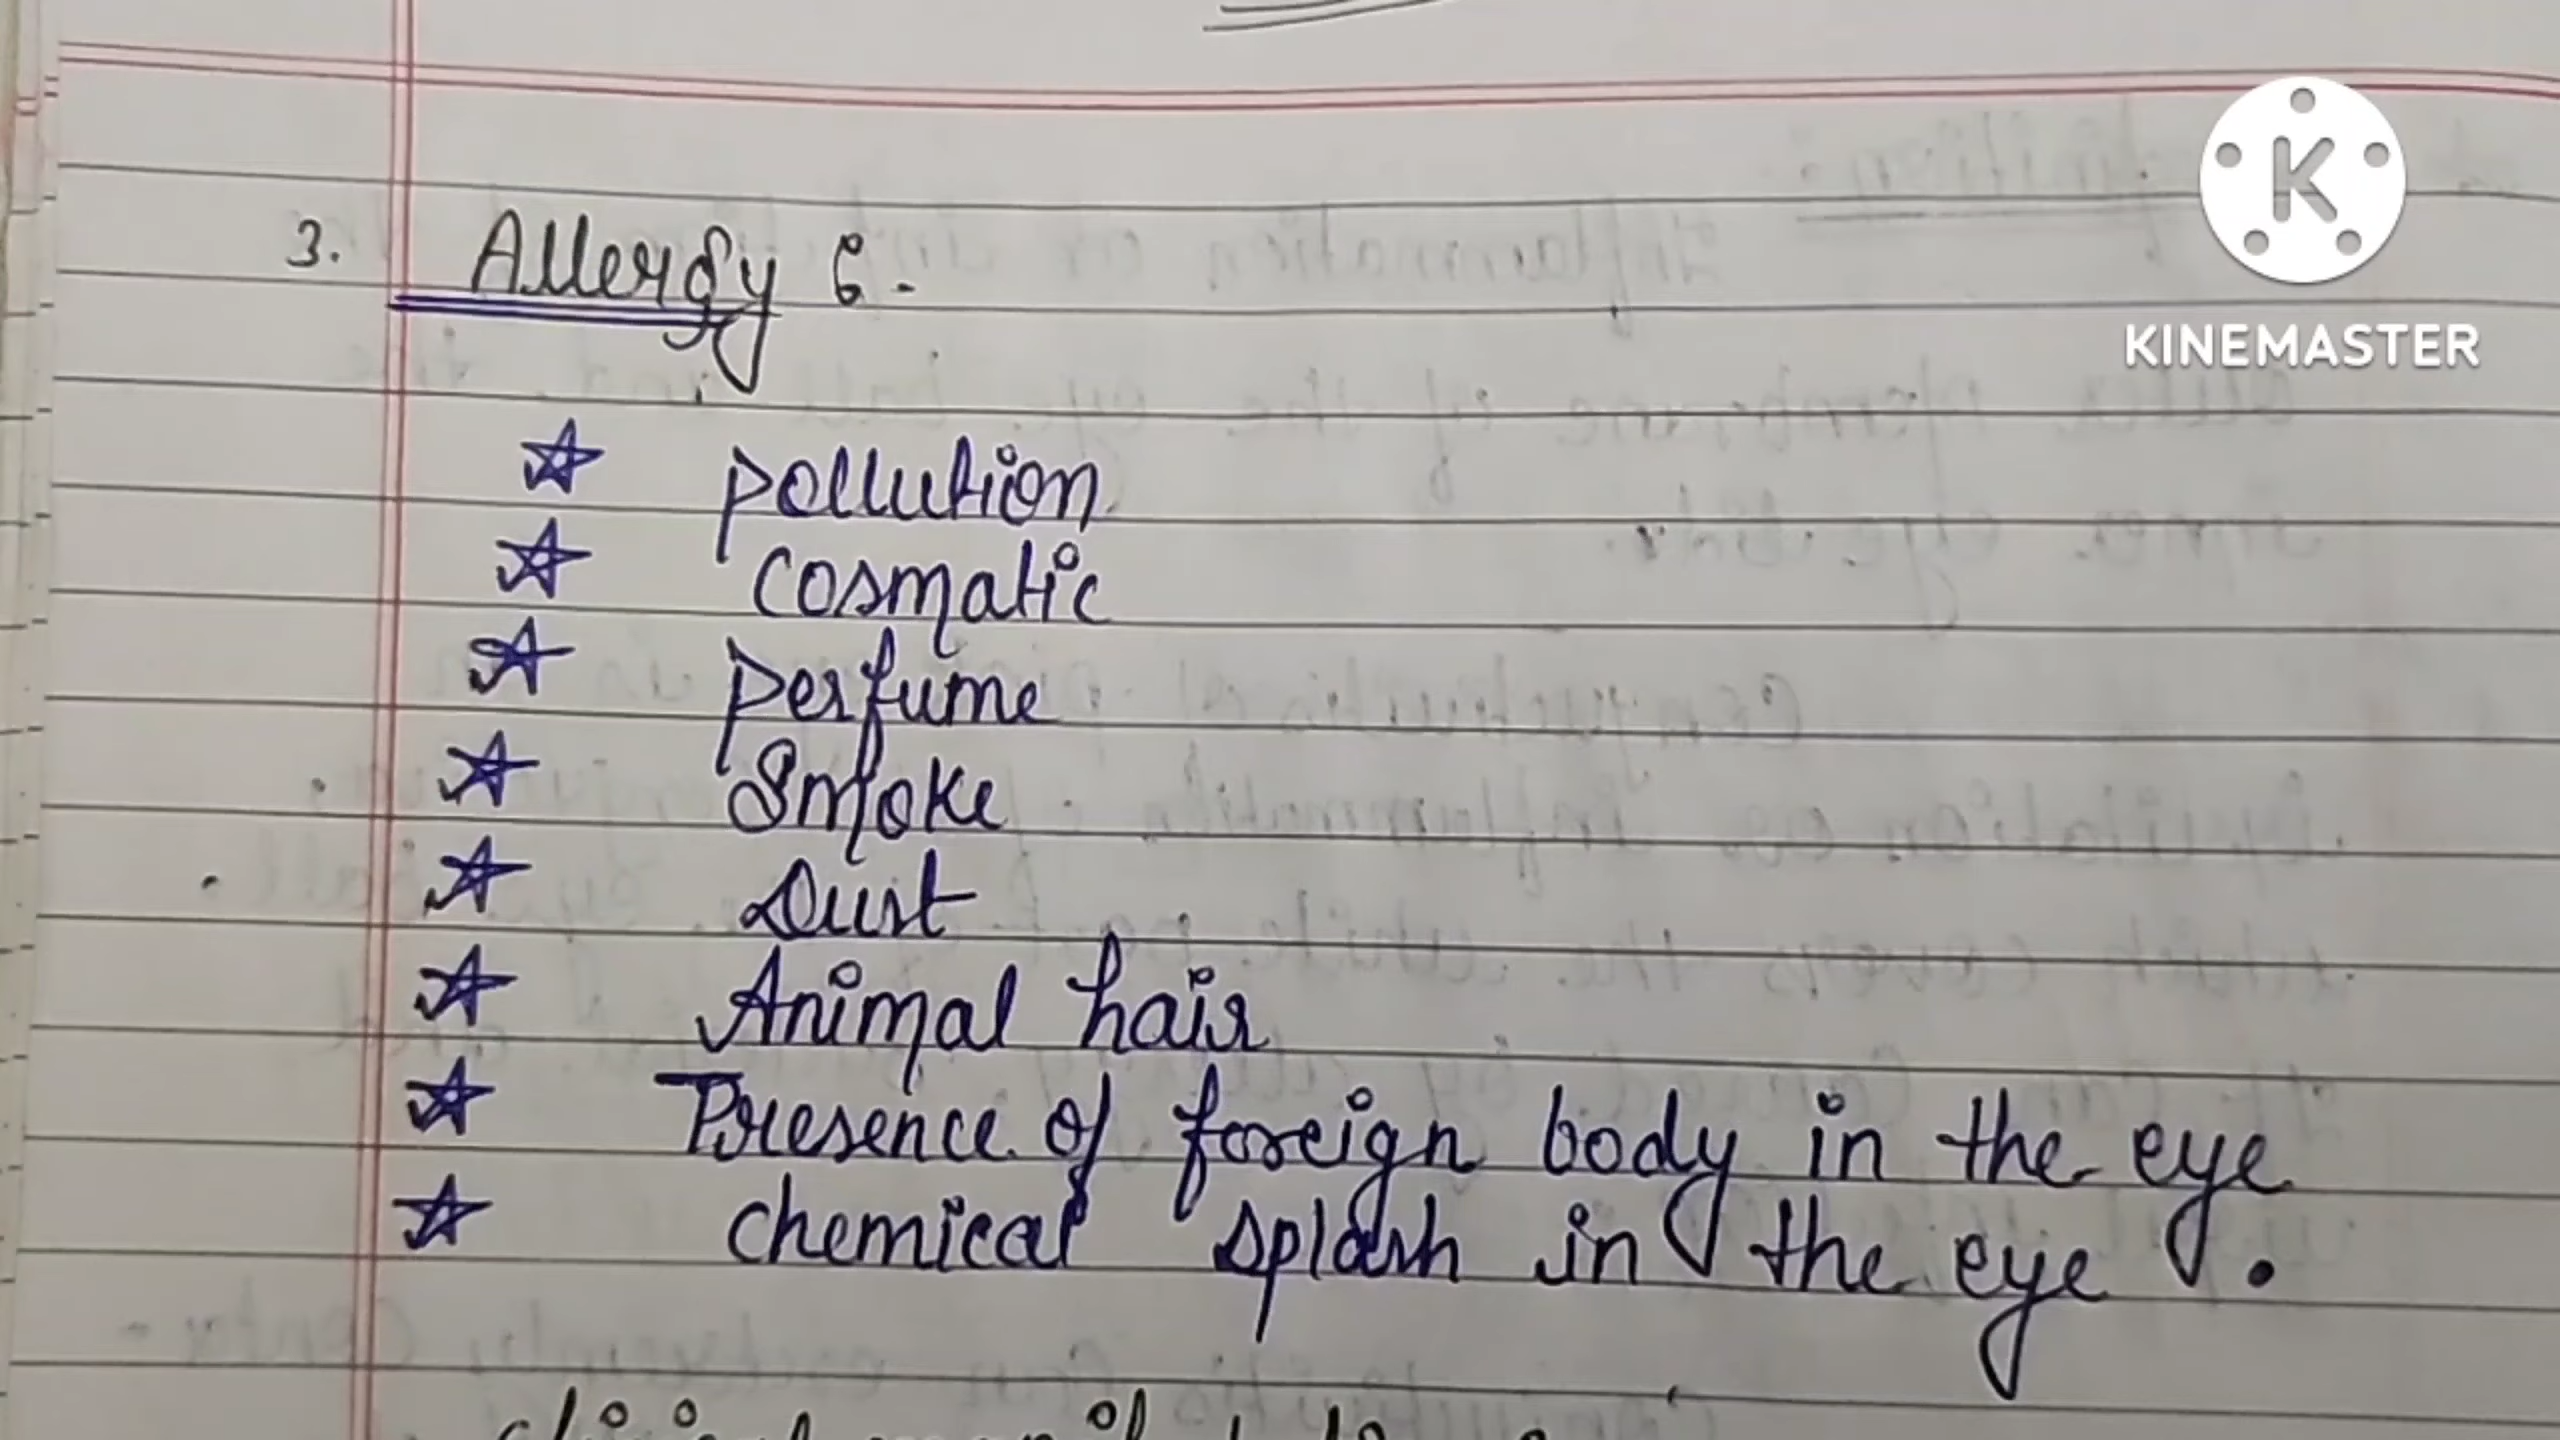 3. Allergy :-
pollution
cosmatic
perfume
Smoke
Dust
Animal hair
Presence of foreign body in the eye
chemical splash in the eye .
KINEMASTER